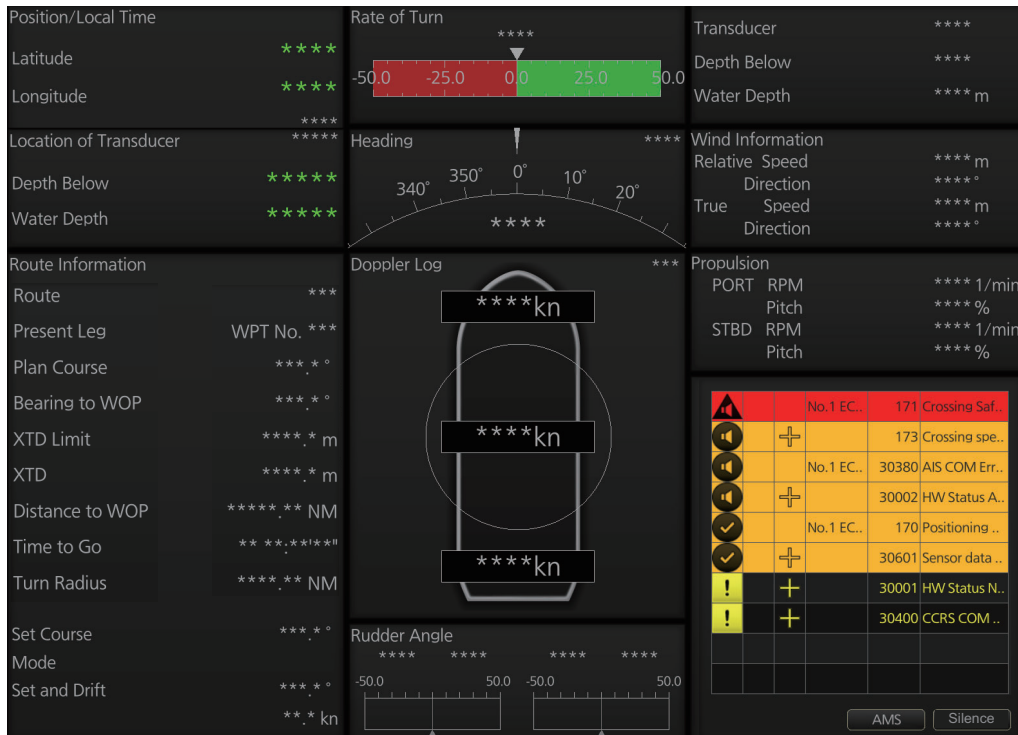 Position/Local Time
Latitude ****
Longitude ****
****
Location of Transducer *****
Depth Below *****
Water Depth *****
Route Information
Route ***
Present Leg WPT No. ***
Plan Course ***.* °
Bearing to WOP ***.* °
XTD Limit ****.* m
XTD ****.* m
Distance to WOP *****.** NM
Time to Go ** **:**'**"
Turn Radius ****.** NM
Set Course ***.* °
Mode
Set and Drift ***.* °
**.* kn
Rate of Turn
****
-50.0 -25.0 0.0 25.0 50.0
Heading ****
340° 350° 0° 10° 20°
****
Doppler Log ***
****kn
****kn
****kn
Rudder Angle
**** **** **** ****
-50.0 50.0 -50.0 50.0
Transducer ****
Depth Below ****
Water Depth **** m
Wind Information
Relative Speed **** m
Direction **** °
True Speed **** m
Direction **** °
Propulsion
PORT RPM **** 1/min
Pitch **** %
STBD RPM **** 1/min
Pitch **** %
No.1 EC.. 171 Crossing Saf..
173 Crossing spe..
No.1 EC.. 30380 AIS COM Err..
30002 HW Status A..
No.1 EC.. 170 Positioning ..
30601 Sensor data ..
! 30001 HW Status N..
! 30400 CCRS COM ..
AMS Silence